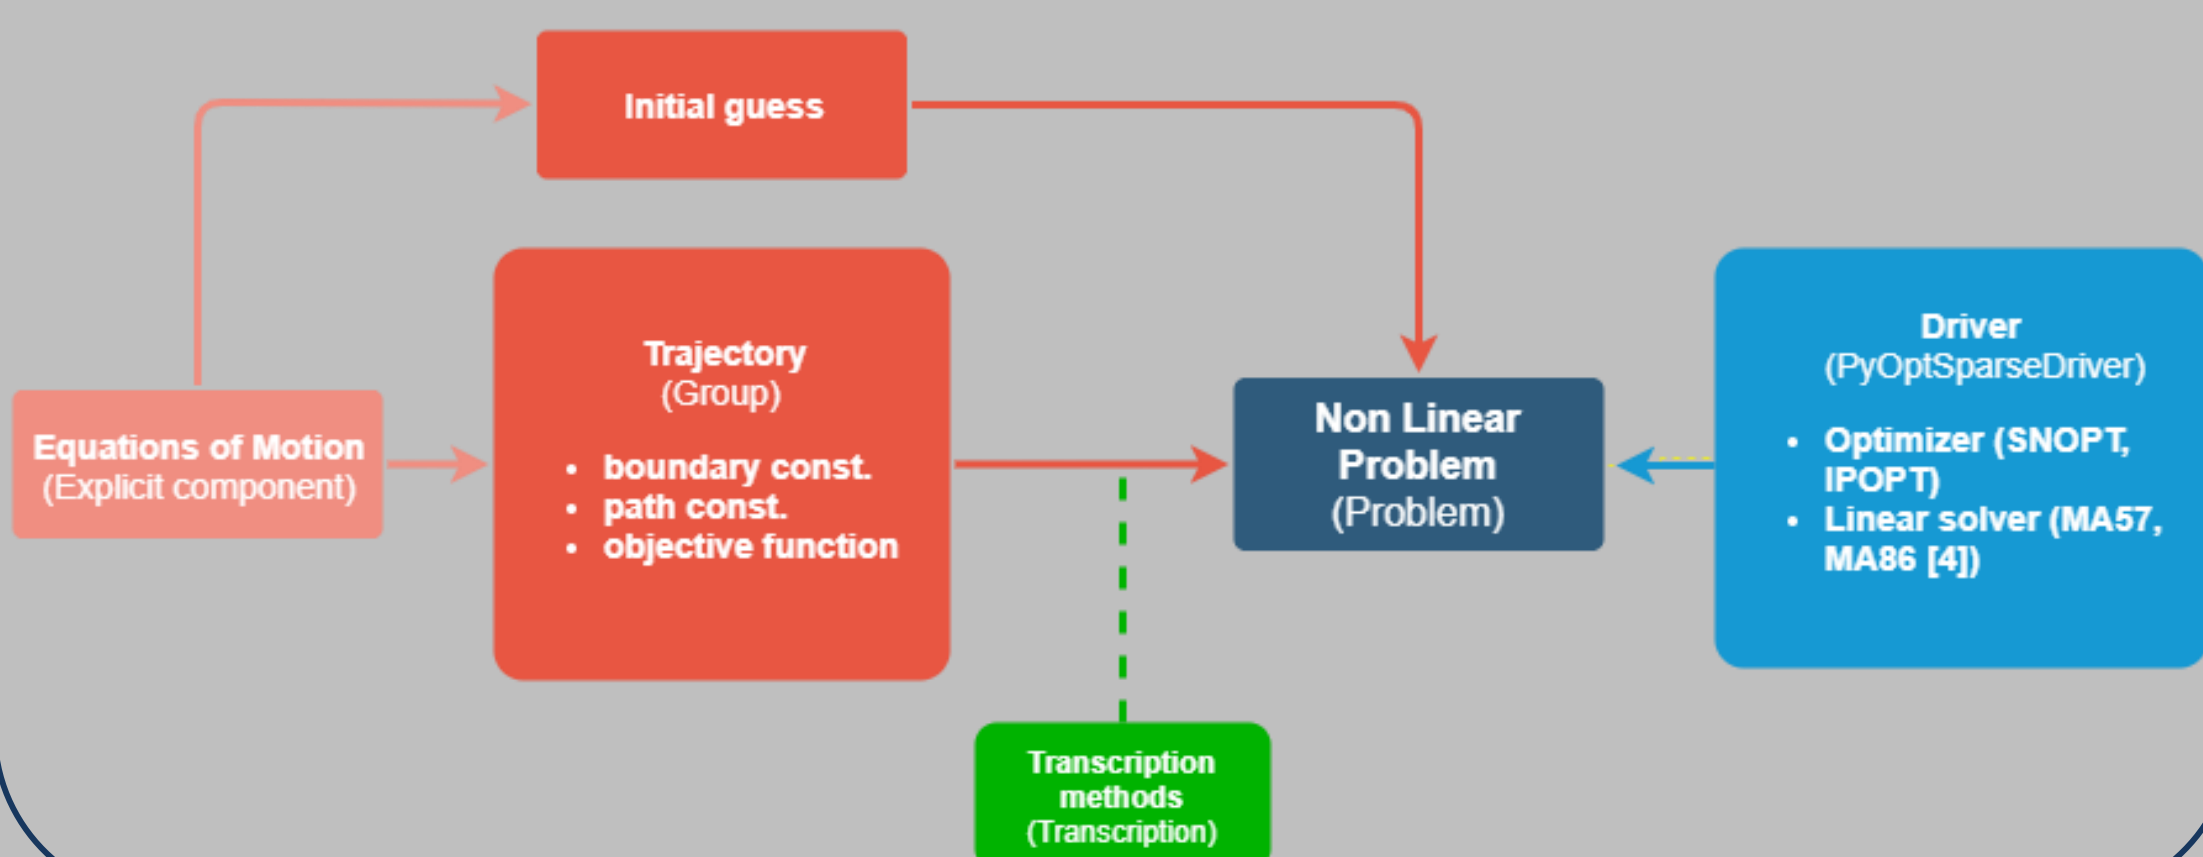 Initial guess
Equations of Motion
(Explicit component)
Trajectory
(Group)
• boundary const.
• path const.
• objective function
Non Linear
Problem
(Problem)
Driver
(PyOptSparseDriver)
• Optimizer (SNOPT,
IPOPT)
• Linear solver (MA57,
MA86 [4])
Transcription
methods
(Transcription)